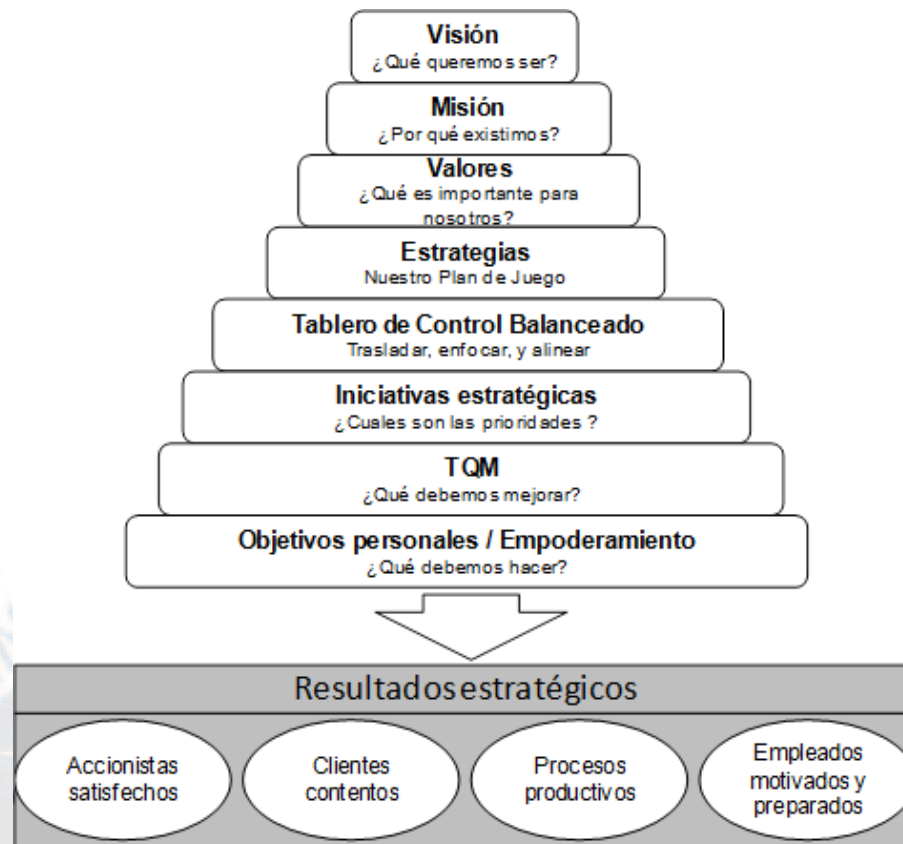 Visión
¿Qué queremos ser?
Misión
¿Por qué existimos?
Valores
¿Qué es importante para
nosotros?
Estrategias
Nuestro Plan de Juego
Tablero de Control Balanceado
Trasladar, enfocar, y alinear
Iniciativas estratégicas
¿Cuales son las prioridades ?
TQM
¿Qué debemos mejorar?
Objetivos personales / Empoderamiento
¿Qué debemos hacer?
Resultados estratégicos
Accionistas
satisfechos
Clientes
contentos
Procesos
productivos
Empleados
motivados y
preparados